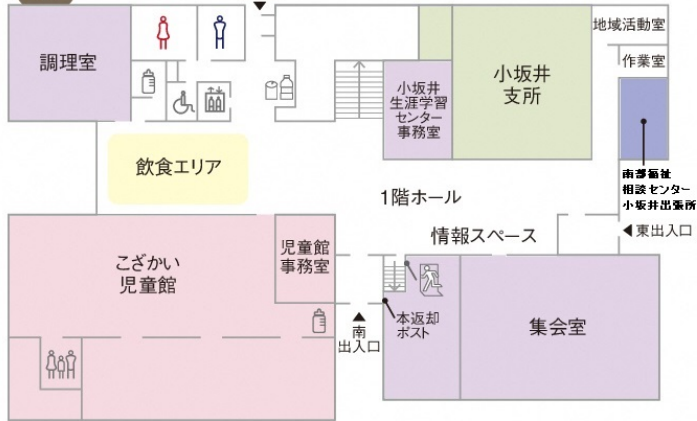 調理室
地域活動室
作業室
小坂井
支所
小坂井
生涯学習
センター
事務室
南部福祉
相談センター
小坂井出張所
飲食エリア
1階ホール
情報スペース
◀東出入口
こざかい
児童館
児童館
事務室
▲
南
出入口
本返却
ポスト
集会室